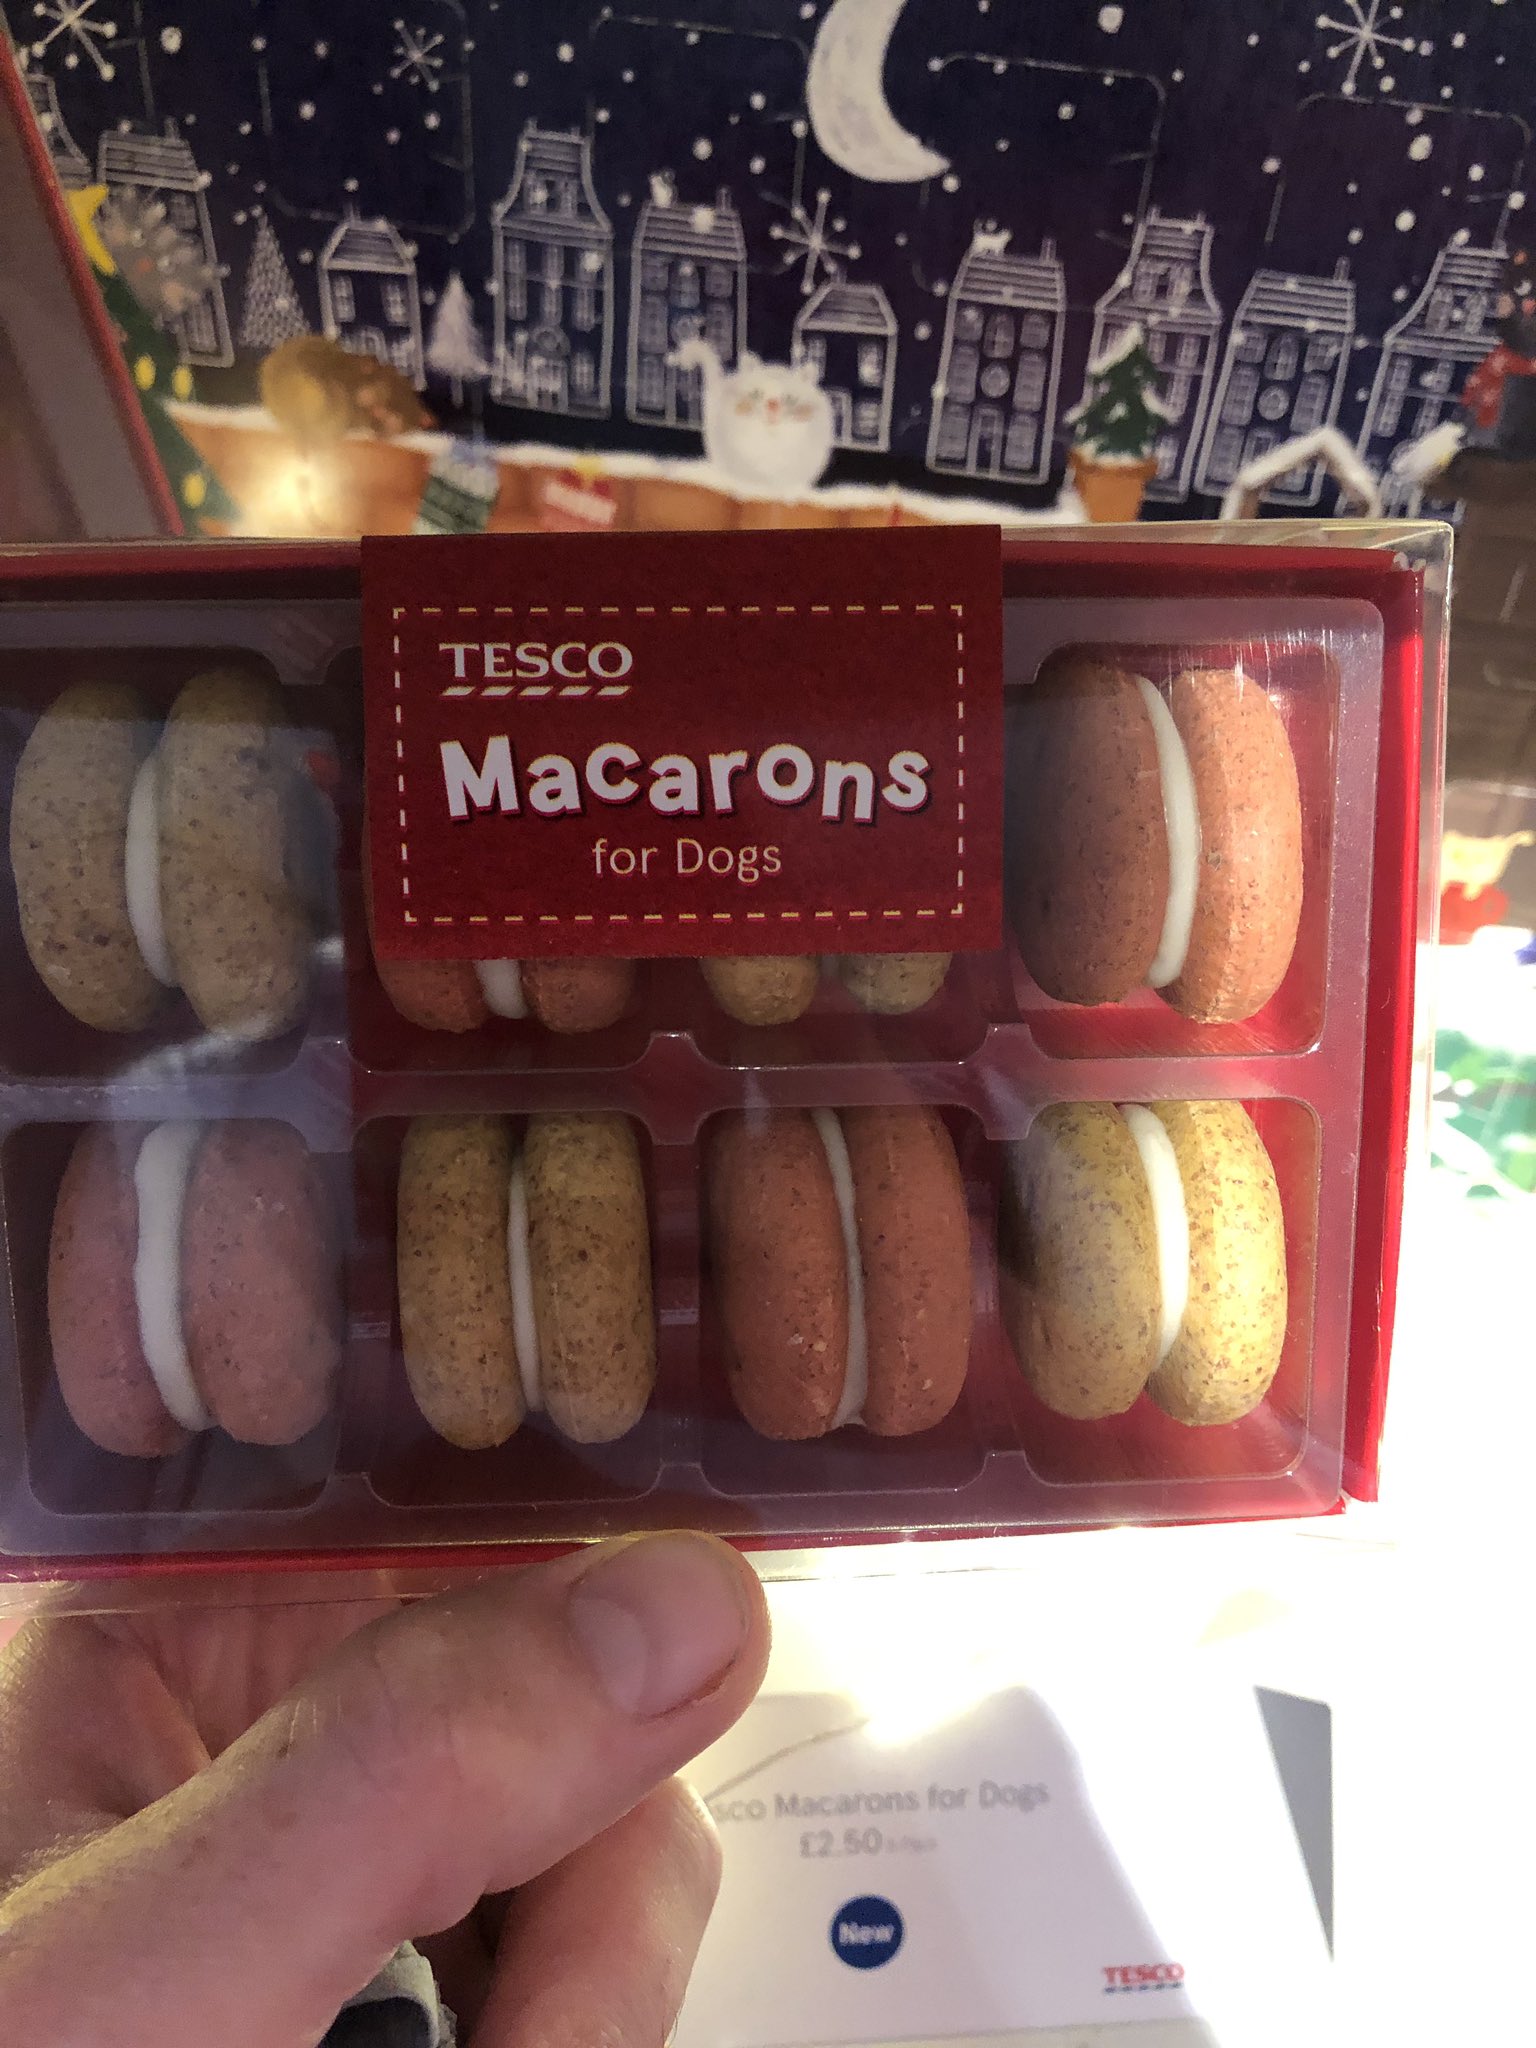 TESCO
Macarons
for Dogs
sco Macarons for Dogs
£2.50
New
TESCO